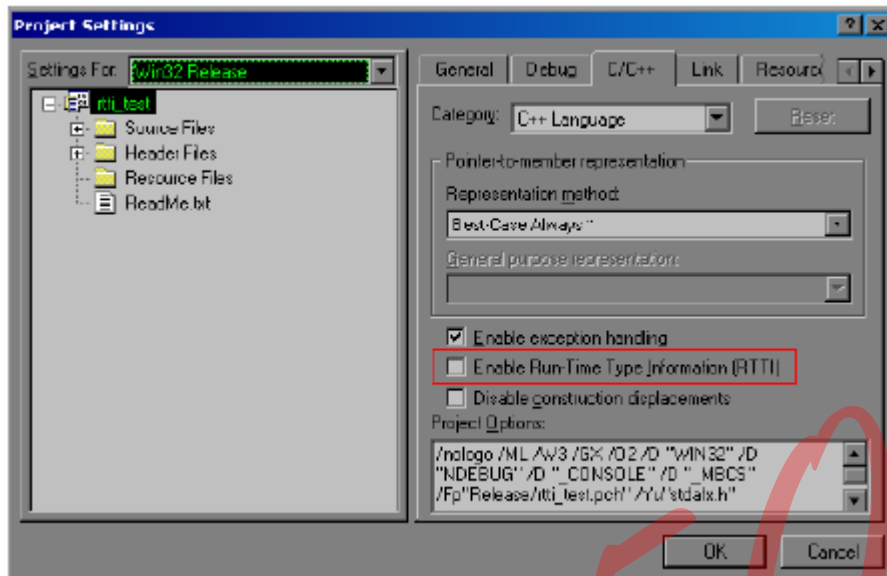 Project Settings
Settings For: Win32 Release
rtti_test
Source Files
Header Files
Resource Files
ReadMe.txt
General Debug C/C++ Link Resourc
Category: C++ Language Reset
Pointer-to-member representation
Representation method:
Best-Case Always *
General purpose representation:
Enable exception handling
Enable Run-Time Type Information (RTTI)
Disable construction displacements
Project Options:
/nologo /ML /W3 /GX /O2 /D "WIN32" /D
"NDEBUG" /D "_CONSOLE" /D "_MBCS"
/Fp"Release/rtti_test.pch" /Yu"stdafx.h"
OK Cancel